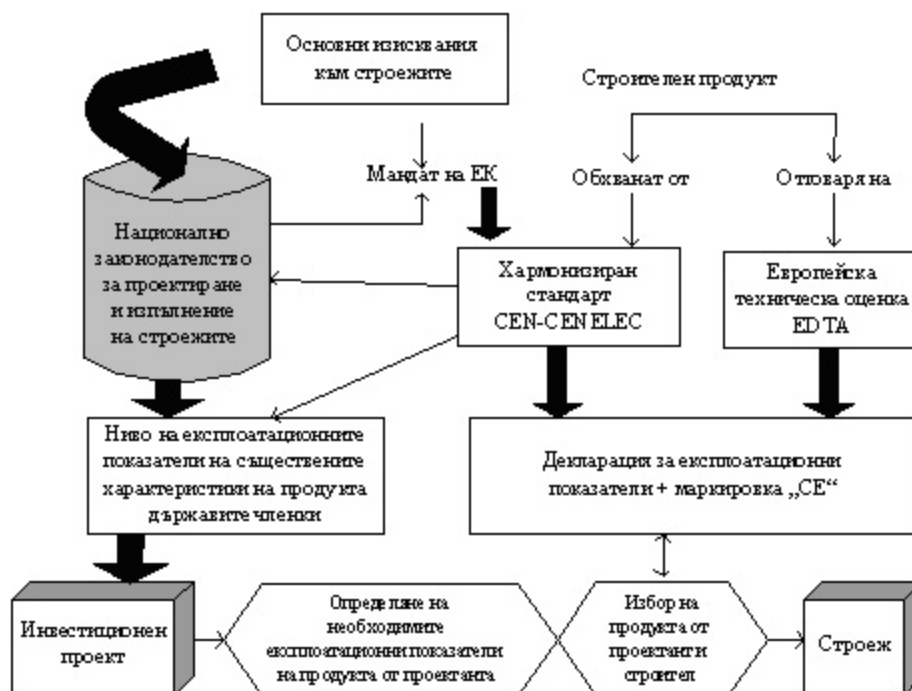 Основни изисквания
към строежите
Строителен продукт
Мандат на ЕК
Обхванат от
Отговаря на
Национално
законодателство
за проектиране
и изпълнение
на строежите
Хармонизиран
стандарт
CEN-CENELEC
Европейска
техническа оценка
EDTA
Ниво на експлоатационните
показатели на съществените
характеристики на продукта
държавите членки
Декларация за експлоатационни
показатели + маркировка „СЕ“
Инвестиционен
проект
Определяне на
необходимите
експлоатационни показатели
на продукта от проектанта
Избор на
продукта от
проектант и
строител
Строеж